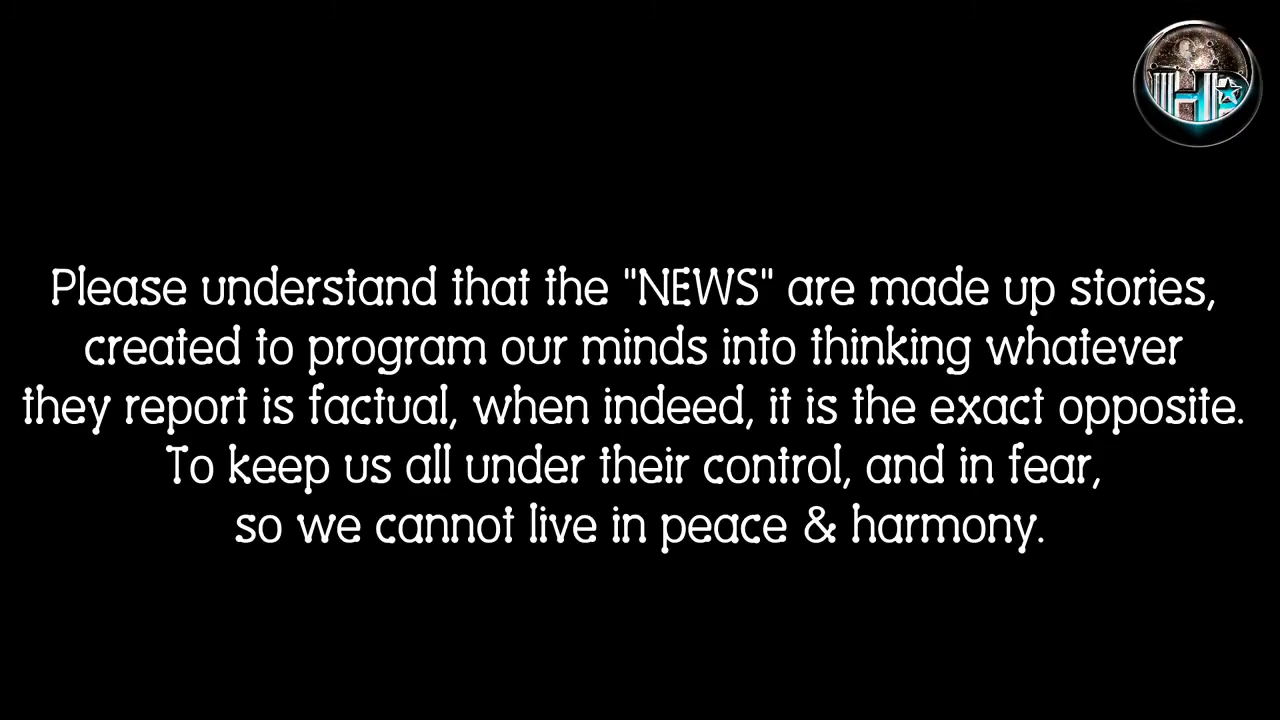 HP
Please understand that the "NEWS" are made up stories,
created to program our minds into thinking whatever
they report is factual, when indeed, it is the exact opposite.
To keep us all under their control, and in fear,
so we cannot live in peace & harmony.